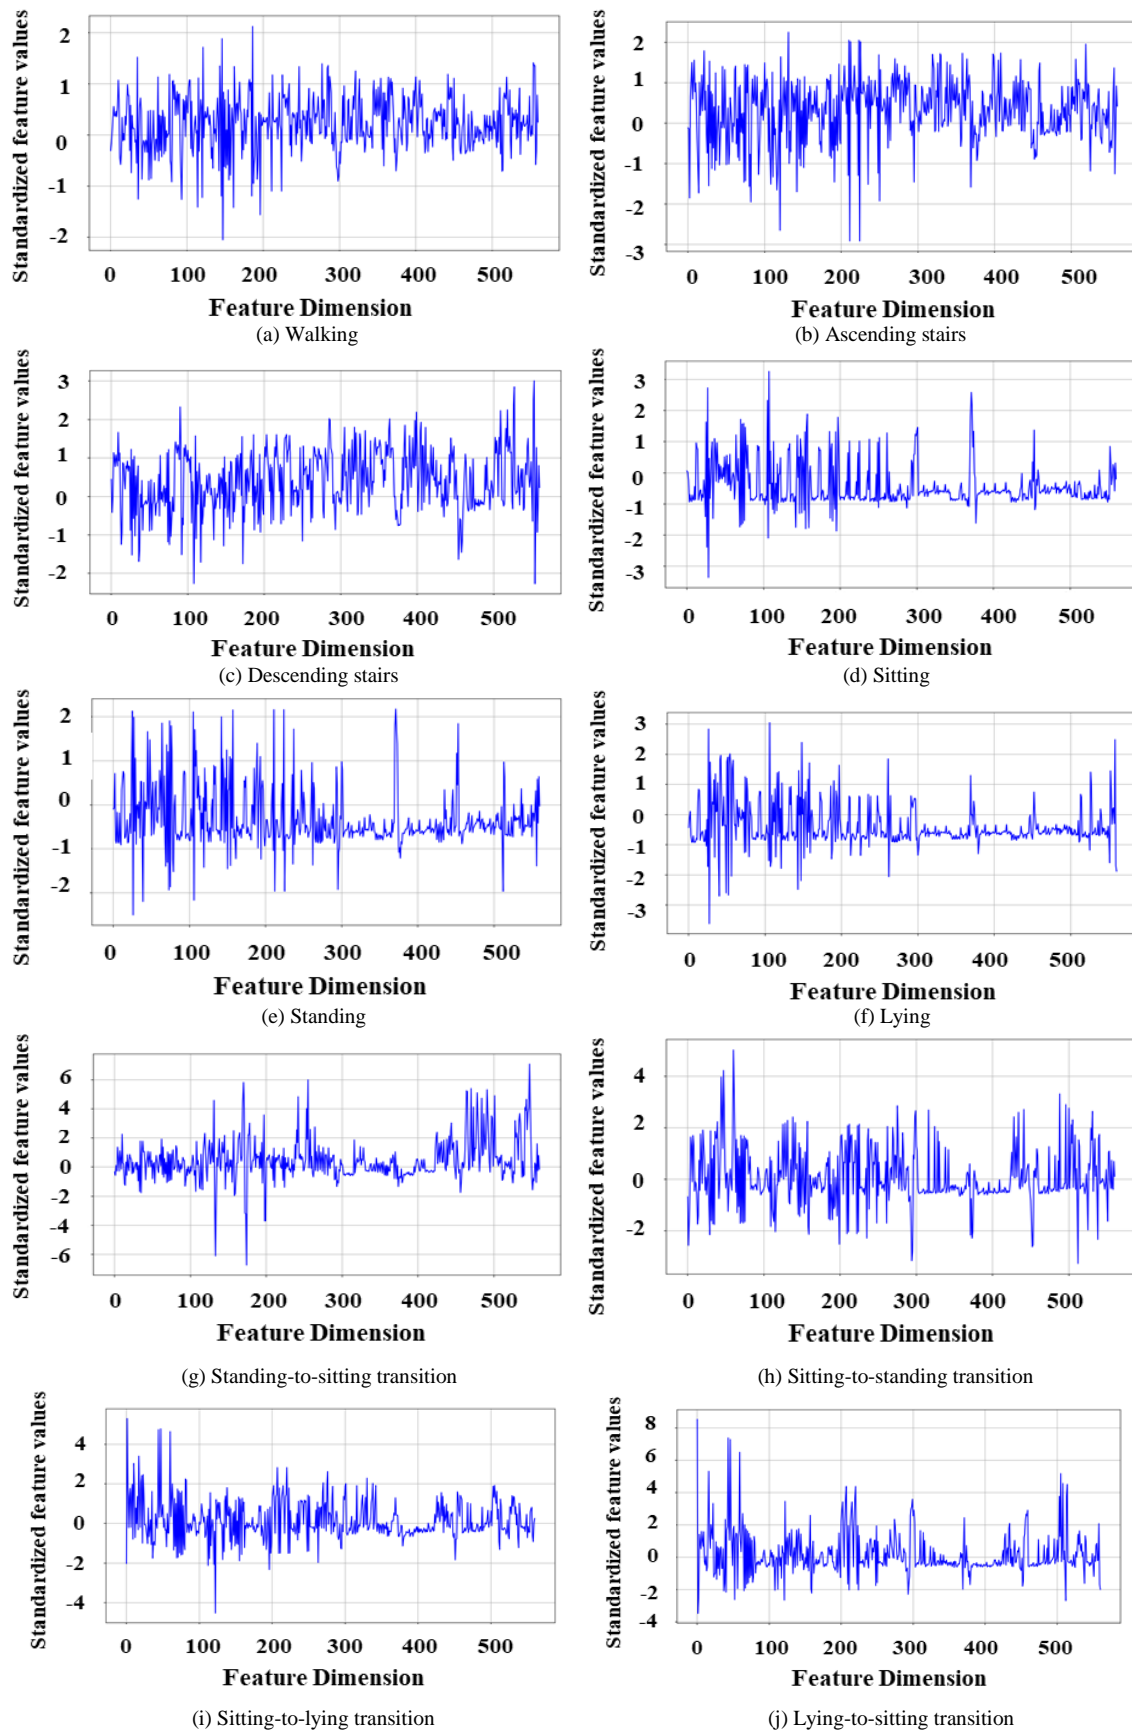 Standardized feature values
2
1
0
-1
-2
0 100 200 300 400 500
Feature Dimension
(a) Walking
Standardized feature values
2
1
0
-1
-2
-3
0 100 200 300 400 500
Feature Dimension
(b) Ascending stairs
Standardized feature values
3
2
1
0
-1
-2
0 100 200 300 400 500
Feature Dimension
(c) Descending stairs
Standardized feature values
3
2
1
0
-1
-2
-3
0 100 200 300 400 500
Feature Dimension
(d) Sitting
Standardized feature values
2
1
0
-1
-2
0 100 200 300 400 500
Feature Dimension
(e) Standing
Standardized feature values
3
2
1
0
-1
-2
-3
0 100 200 300 400 500
Feature Dimension
(f) Lying
Standardized feature values
6
4
2
0
-2
-4
-6
0 100 200 300 400 500
Feature Dimension
(g) Standing-to-sitting transition
Standardized feature values
4
2
0
-2
0 100 200 300 400 500
Feature Dimension
(h) Sitting-to-standing transition
Standardized feature values
4
2
0
-2
-4
0 100 200 300 400 500
Feature Dimension
(i) Sitting-to-lying transition
Standardized feature values
8
6
4
2
0
-2
-4
0 100 200 300 400 500
Feature Dimension
(j) Lying-to-sitting transition